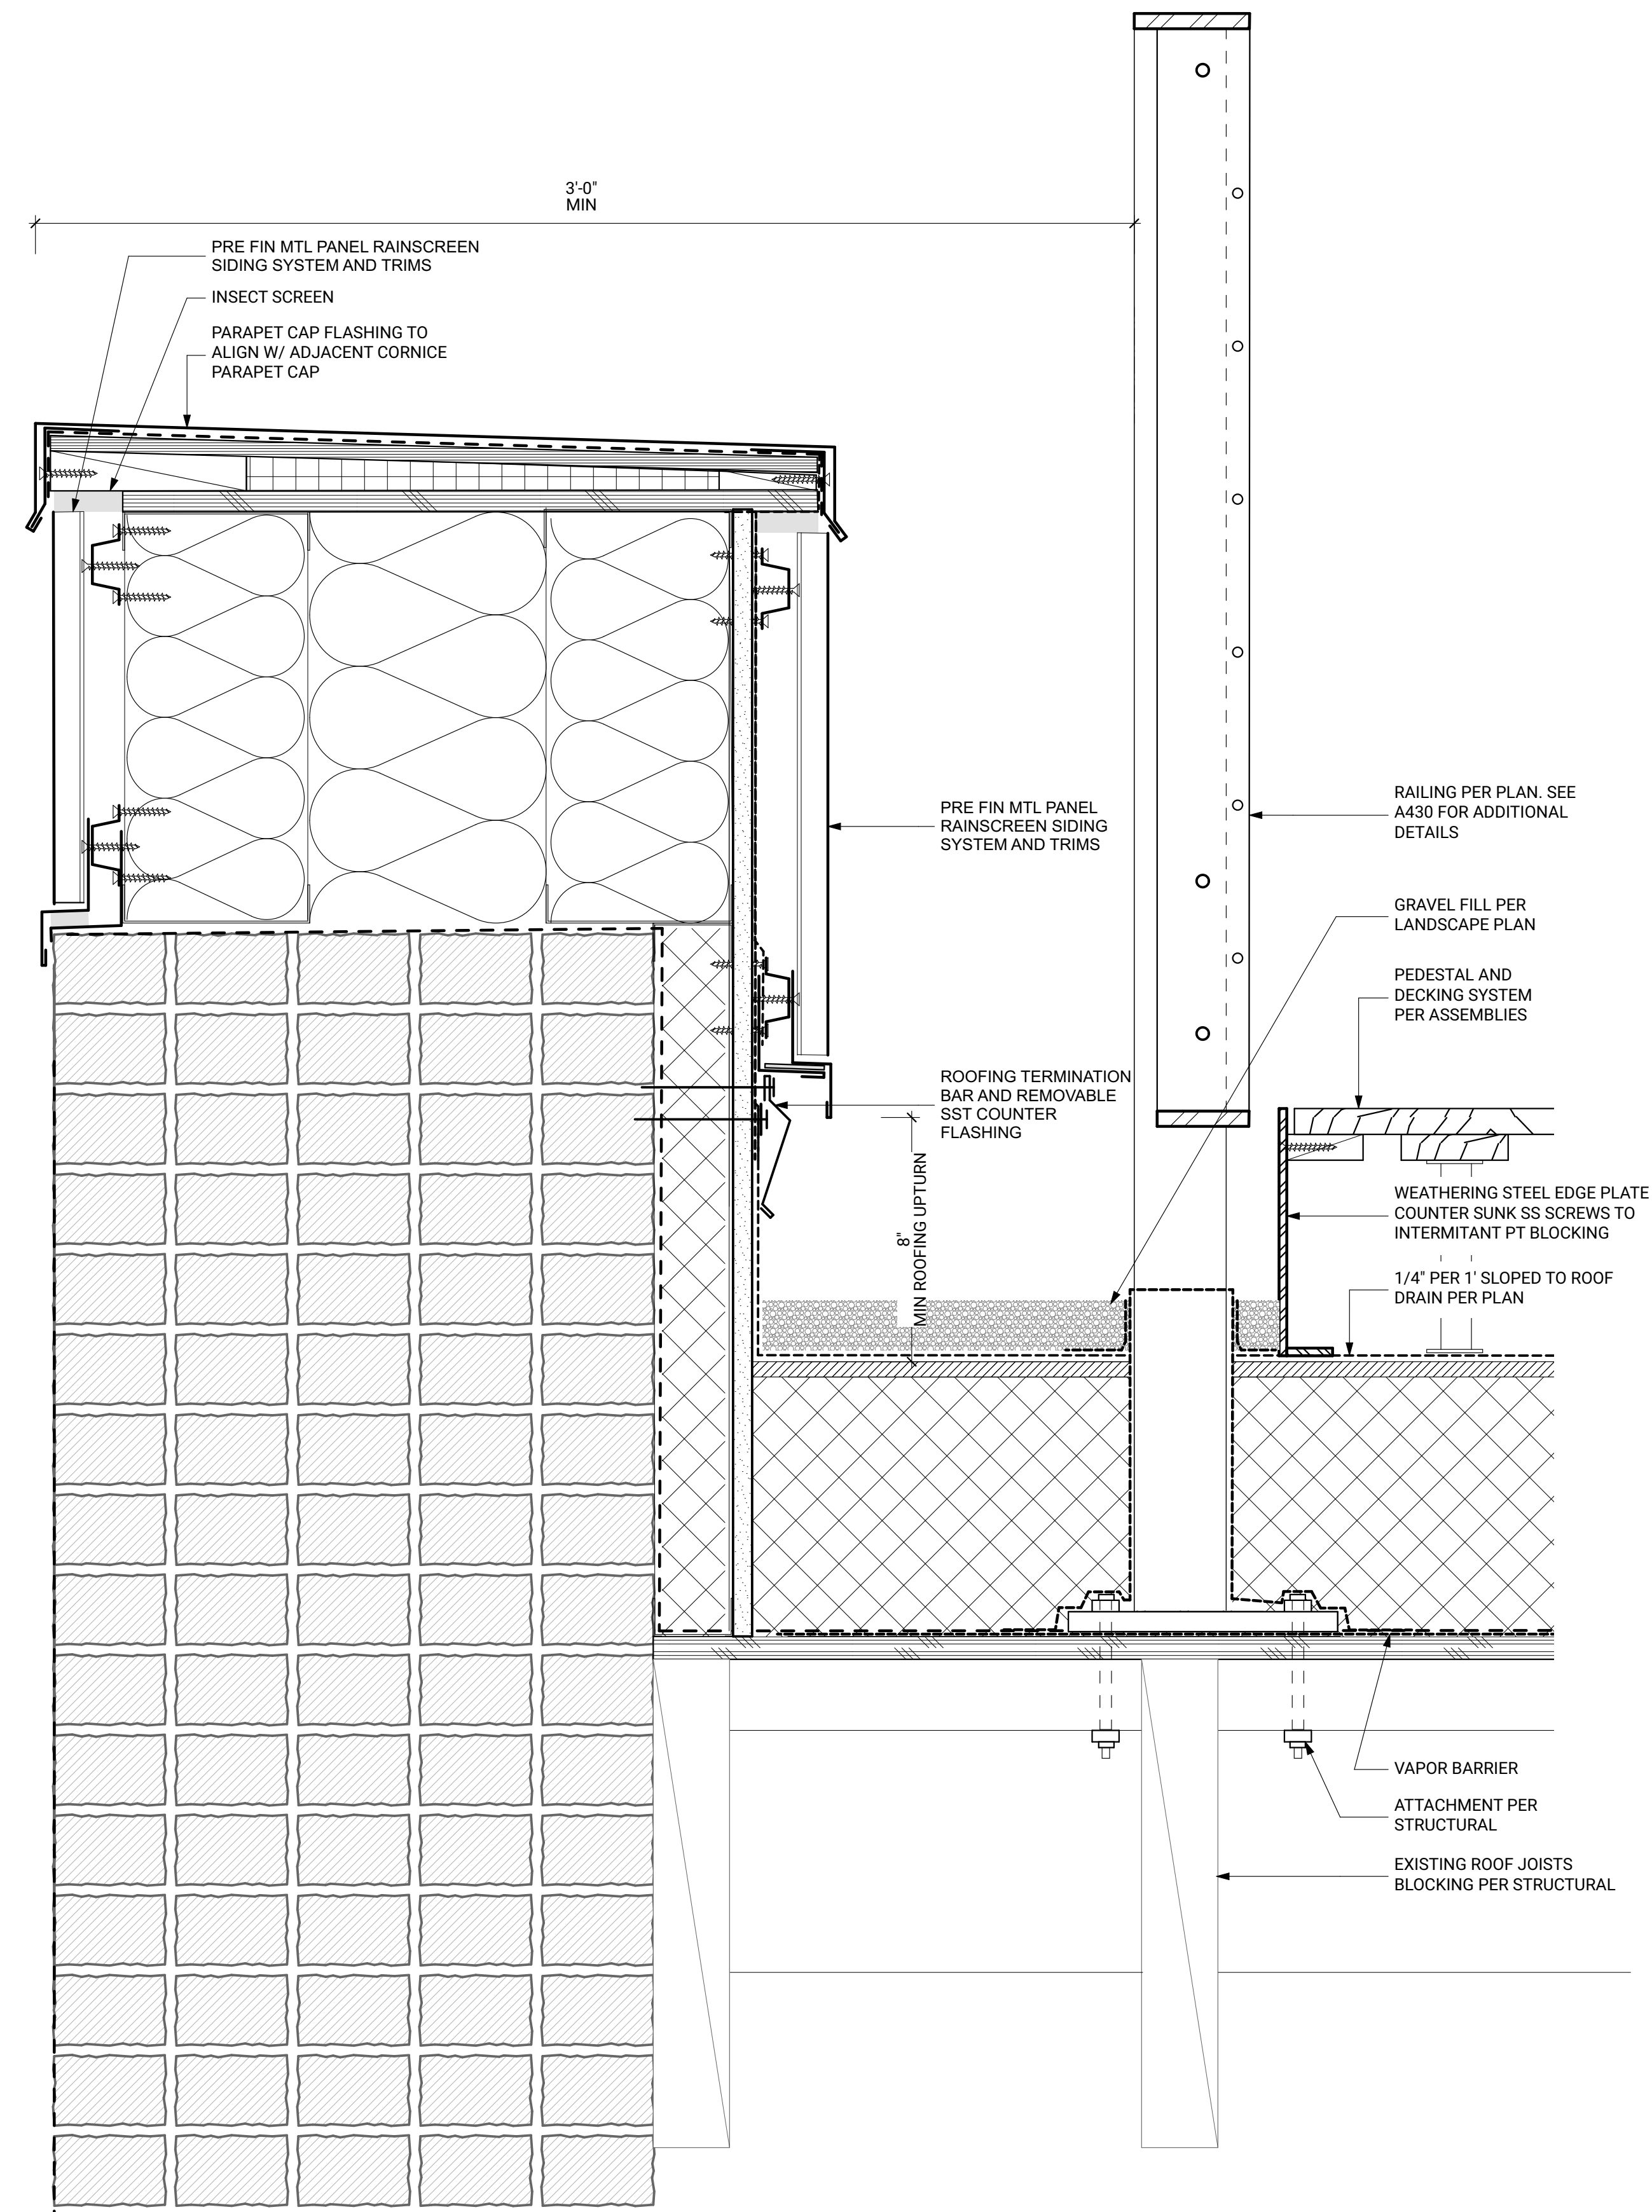 3'-0"
MIN
PRE FIN MTL PANEL RAINSCREEN
SIDING SYSTEM AND TRIMS
INSECT SCREEN
PARAPET CAP FLASHING TO
ALIGN W/ ADJACENT CORNICE
PARAPET CAP
PRE FIN MTL PANEL
RAINSCREEN SIDING
SYSTEM AND TRIMS
RAILING PER PLAN. SEE
A430 FOR ADDITIONAL
DETAILS
GRAVEL FILL PER
LANDSCAPE PLAN
PEDESTAL AND
DECKING SYSTEM
PER ASSEMBLIES
ROOFING TERMINATION
BAR AND REMOVABLE
SST COUNTER
FLASHING
8"
MIN ROOFING UPTURN
WEATHERING STEEL EDGE PLATE
COUNTER SUNK SS SCREWS TO
INTERMITANT PT BLOCKING
1/4" PER 1' SLOPED TO ROOF
DRAIN PER PLAN
VAPOR BARRIER
ATTACHMENT PER
STRUCTURAL
EXISTING ROOF JOISTS
BLOCKING PER STRUCTURAL